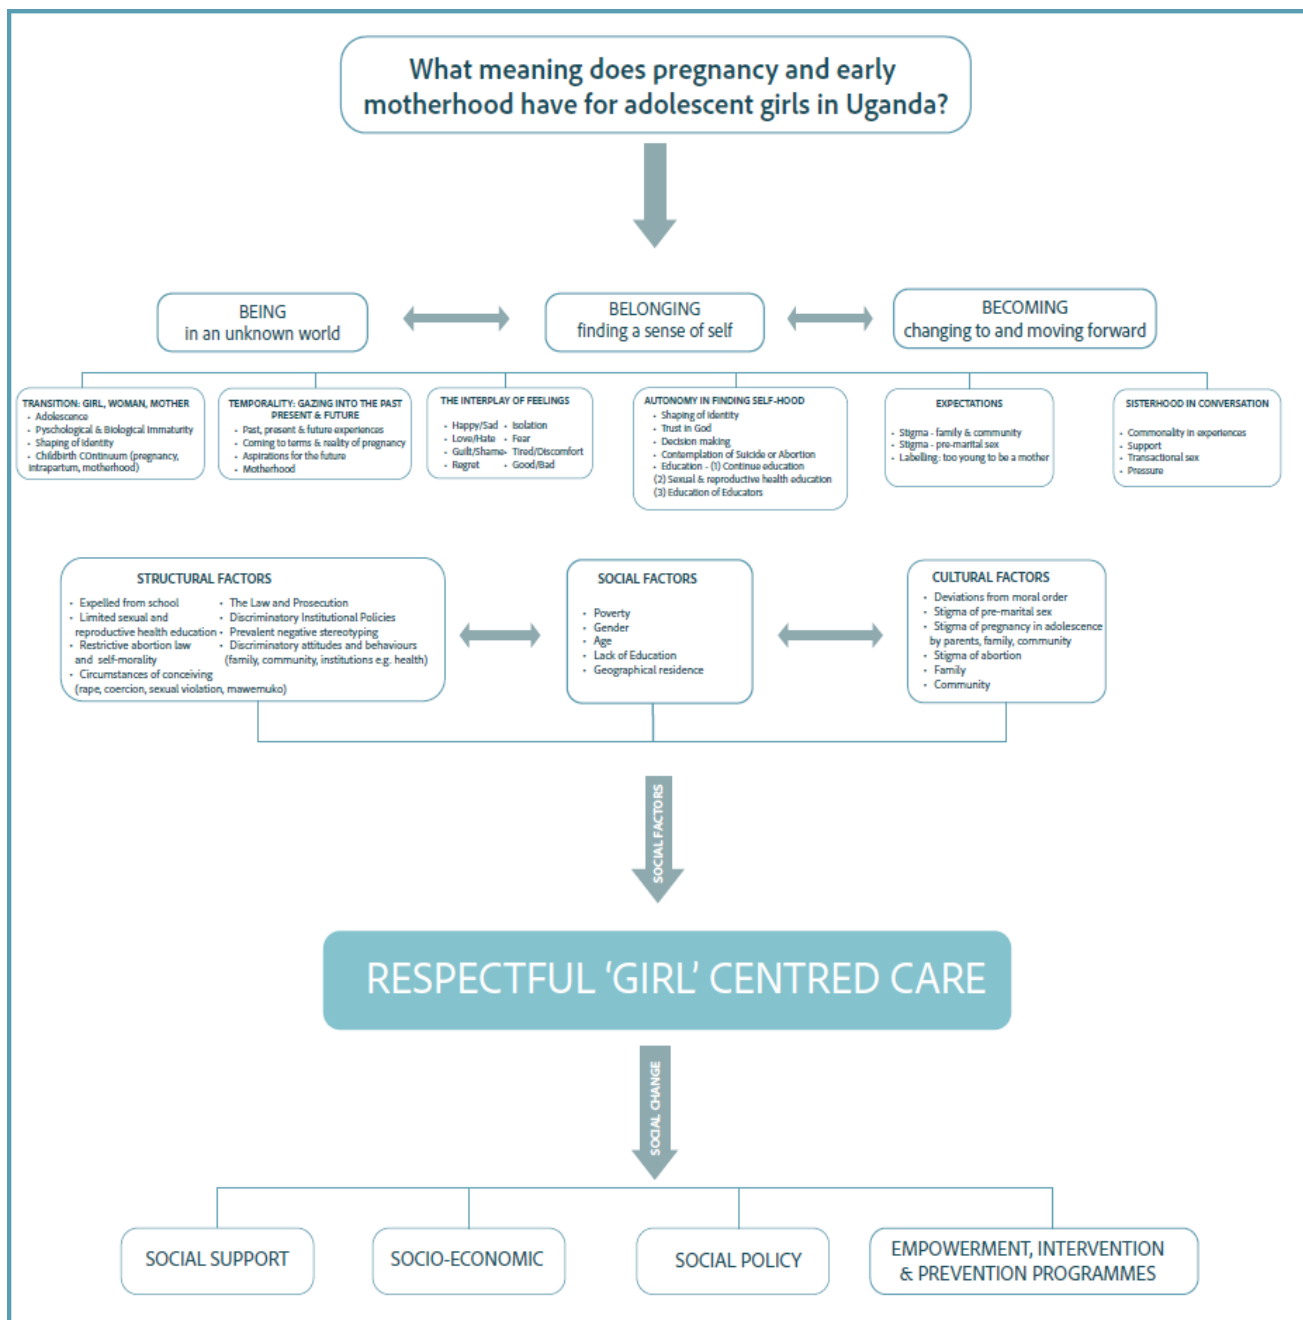 What meaning does pregnancy and early
motherhood have for adolescent girls in Uganda?
BEING
in an unknown world
BELONGING
finding a sense of self
BECOMING
changing to and moving forward
TRANSITION: GIRL, WOMAN, MOTHER
• Adolescence
• Pyschological & Biological Immaturity
• Shaping of Identity
• Childbirth COntinuum (pregnancy,
intrapartum, motherhood)
TEMPORALITY: GAZING INTO THE PAST
PRESENT & FUTURE
• Past, present & future experiences
• Coming to terms & reality of pregnancy
• Aspirations for the future
• Motherhood
THE INTERPLAY OF FEELINGS
• Happy/Sad • Isolation
• Love/Hate • Fear
• Guilt/Shame • Tired/Discomfort
• Regret • Good/Bad
AUTONOMY IN FINDING SELF-HOOD
• Shaping of Identity
• Trust in God
• Decision making
• Contemplation of Suicide or Abortion
• Education - (1) Continue education
(2) Sexual & reproductive health education
(3) Education of Educators
EXPECTATIONS
• Stigma - family & community
• Stigma - pre-marital sex
• Labelling: too young to be a mother
SISTERHOOD IN CONVERSATION
• Commonality in experiences
• Support
• Transactional sex
• Pressure
STRUCTURAL FACTORS
• Expelled from school
• Limited sexual and
reproductive health education
• Restrictive abortion law
and self-morality
• Circumstances of conceiving
(rape, coercion, sexual violation, mawemuko)
• The Law and Prosecution
• Discriminatory Institutional Policies
• Prevalent negative stereotyping
• Discriminatory attitudes and behaviours
(family, community, institutions e.g. health)
SOCIAL FACTORS
• Poverty
• Gender
• Age
• Lack of Education
• Geographical residence
CULTURAL FACTORS
• Deviations from moral order
• Stigma of pre-marital sex
• Stigma of pregnancy in adolescence
by parents, family, community
• Stigma of abortion
• Family
• Community
SOCIAL FACTORS
RESPECTFUL ‘GIRL’ CENTRED CARE
SOCIAL CHANGE
SOCIAL SUPPORT
SOCIO-ECONOMIC
SOCIAL POLICY
EMPOWERMENT, INTERVENTION
& PREVENTION PROGRAMMES